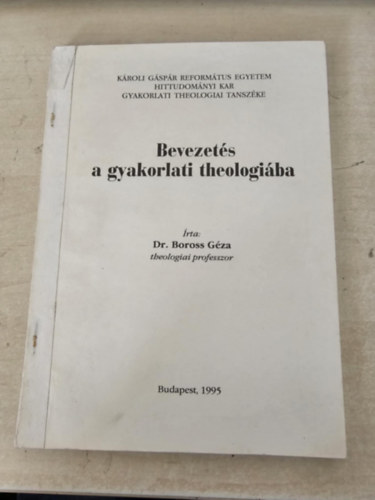 KÁROLI GÁSPÁR REFORMÁTUS EGYETEM
HITTUDOMÁNYI KAR
GYAKORLATI THEOLOGIAI TANSZÉKE
Bevezetés
a gyakorlati theologiába
Írta:
Dr. Boross Géza
theologiai professzor
Budapest, 1995